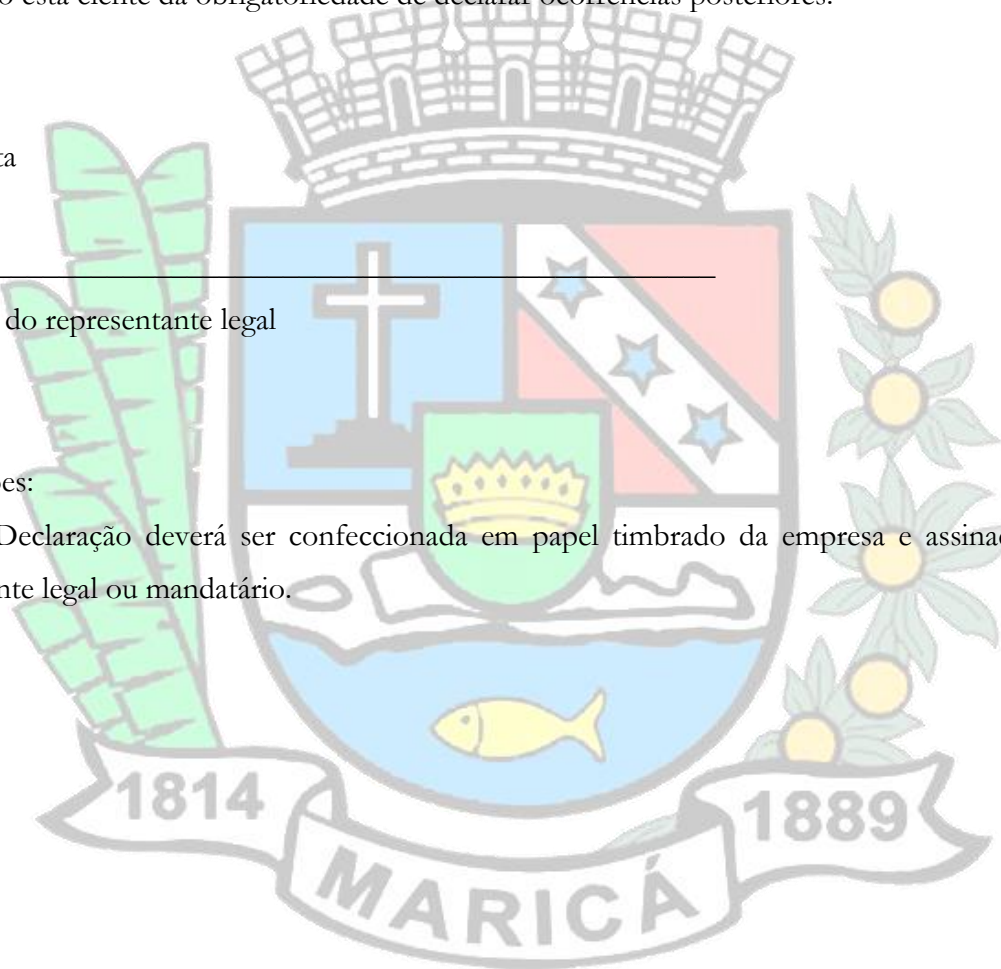 o está ciente da obrigatoriedade de declarar ocorrências posteriores.
ta
do representante legal
es:
Declaração deverá ser confeccionada em papel timbrado da empresa e assinad
nte legal ou mandatário.
1814
1889
MARICÁ